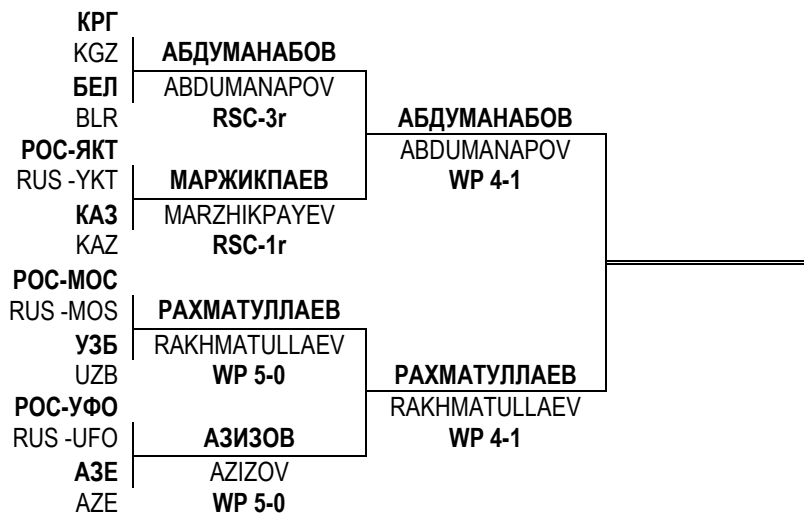 КРГ
KGZ
БЕЛ
BLR
РОС-ЯКТ
RUS -YKT
КАЗ
KAZ
РОС-МОС
RUS -MOS
УЗБ
UZB
РОС-УФО
RUS -UFO
АЗЕ
AZE
АБДУМАНАБОВ
ABDUMANAPOV
RSC-3r
МАРЖИКПАЕВ
MARZHIKPAYEV
RSC-1r
РАХМАТУЛЛАЕВ
RAKHMATULLAEV
WP 5-0
АЗИЗОВ
AZIZOV
WP 5-0
АБДУМАНАБОВ
ABDUMANAPOV
WP 4-1
РАХМАТУЛЛАЕВ
RAKHMATULLAEV
WP 4-1